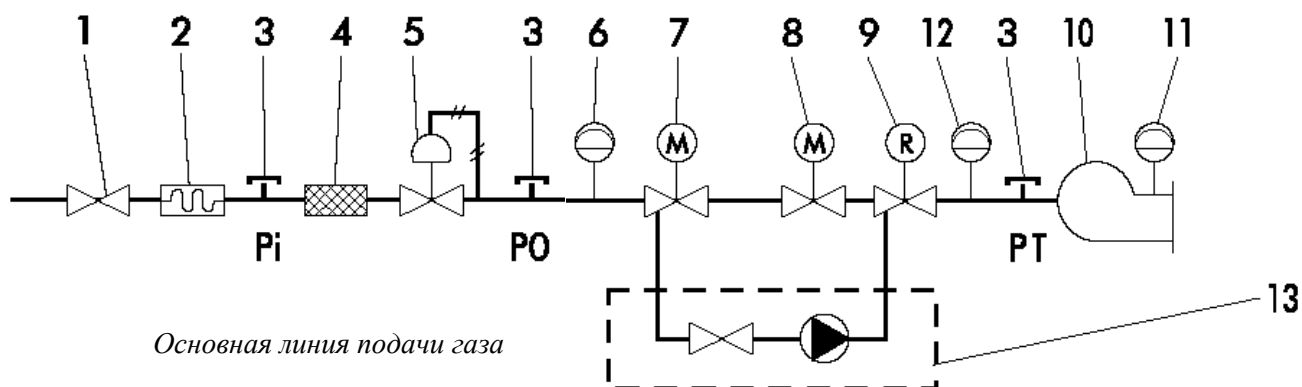 1 2 3 4 5 3 6 7 8 9 12 3 10 11
M M R
Pi PO PT
13
Основная линия подачи газа